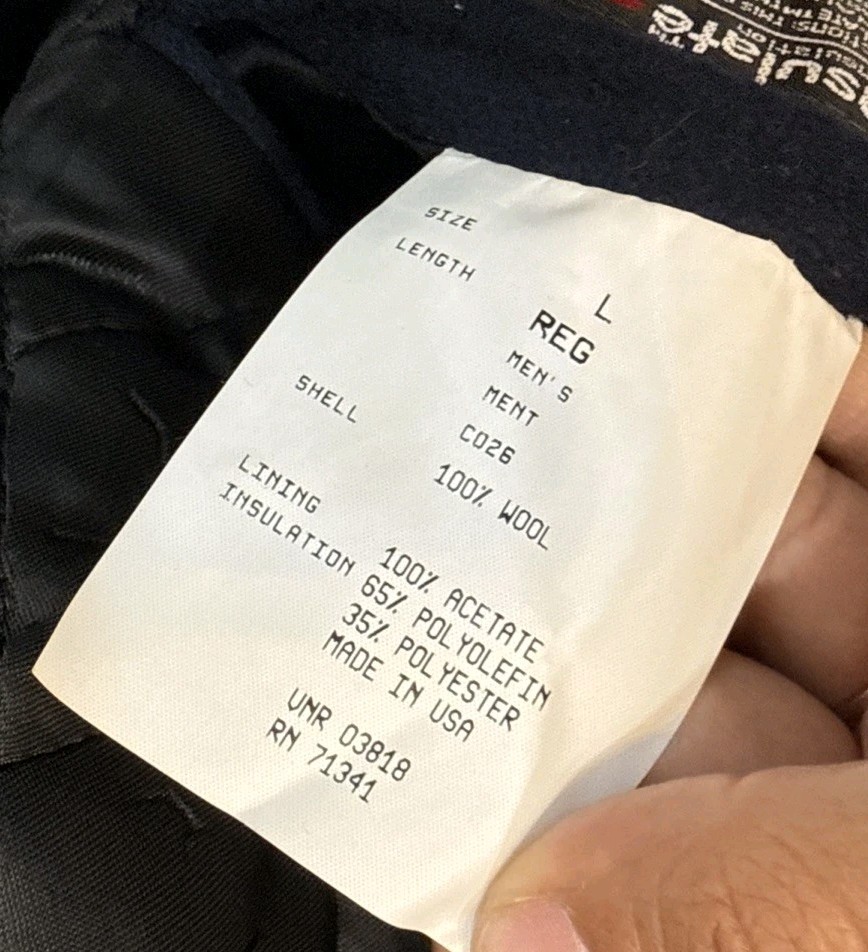 SIZE L
LENGTH REG
MEN'S
MENT
C026
SHELL 100% WOOL
LINING 100% ACETATE
INSULATION 65% POLYOLEFIN
35% POLYESTER
MADE IN USA
VNR 03818
RN 71341